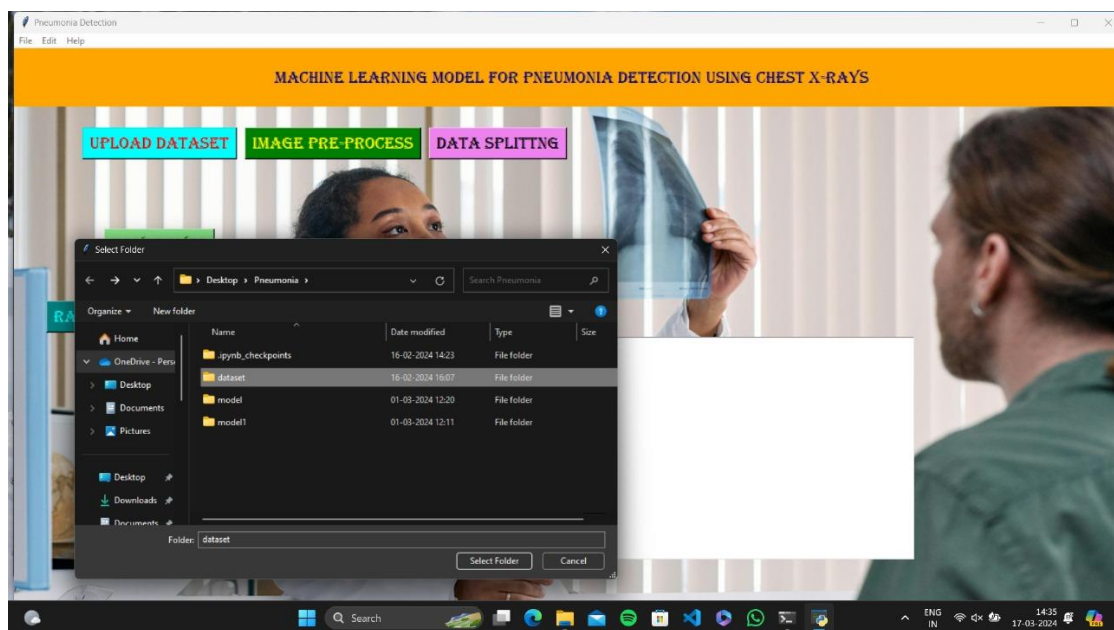 Pneumonia Detection
File Edit Help
MACHINE LEARNING MODEL FOR PNEUMONIA DETECTION USING CHEST X-RAYS
UPLOAD DATASET IMAGE PRE-PROCESS DATA SPLITTNG
Select Folder
Desktop Pneumonia
Search Pneumonia
RA
Organize New folder
Name Date modified Type Size
Home
OneDrive - Pers
Desktop
Documents
Pictures
Desktop
Downloads
Documents
.ipynb_checkpoints 16-02-2024 14:23 File folder
dataset 16-02-2024 16:07 File folder
model 01-03-2024 12:20 File folder
model1 01-03-2024 12:11 File folder
Folder: dataset
Select Folder Cancel
Search
ENG
IN
14:35
17-03-2024